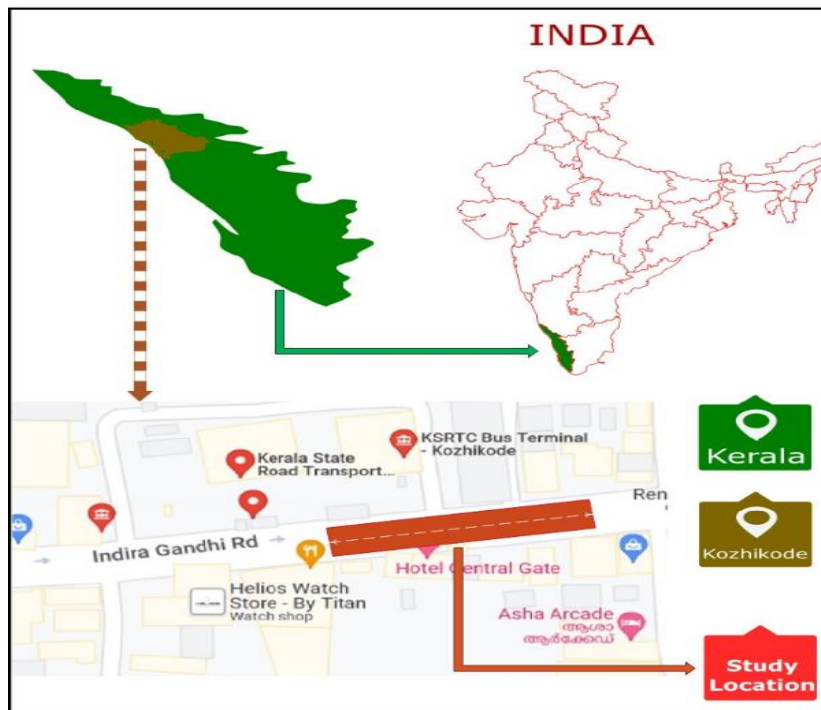 INDIA
Kerala State
Road Transport...
KSRTC Bus Terminal
- Kozhikode
Ren
Indira Gandhi Rd
Hotel Central Gate
Helios Watch
Store - By Titan
Watch shop
Asha Arcade
ആശാ
ആർക്കേഡ്
Kerala
Kozhikode
Study
Location